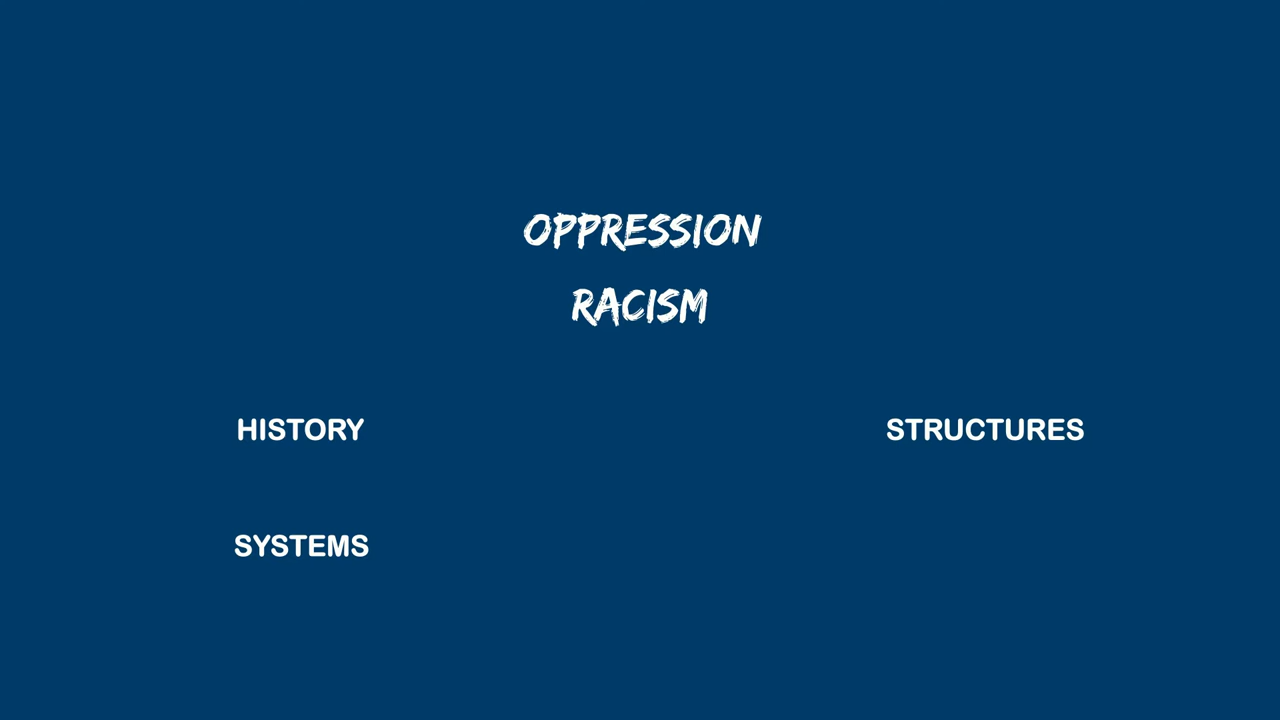 OPPRESSION
RACISM
HISTORY
STRUCTURES
SYSTEMS